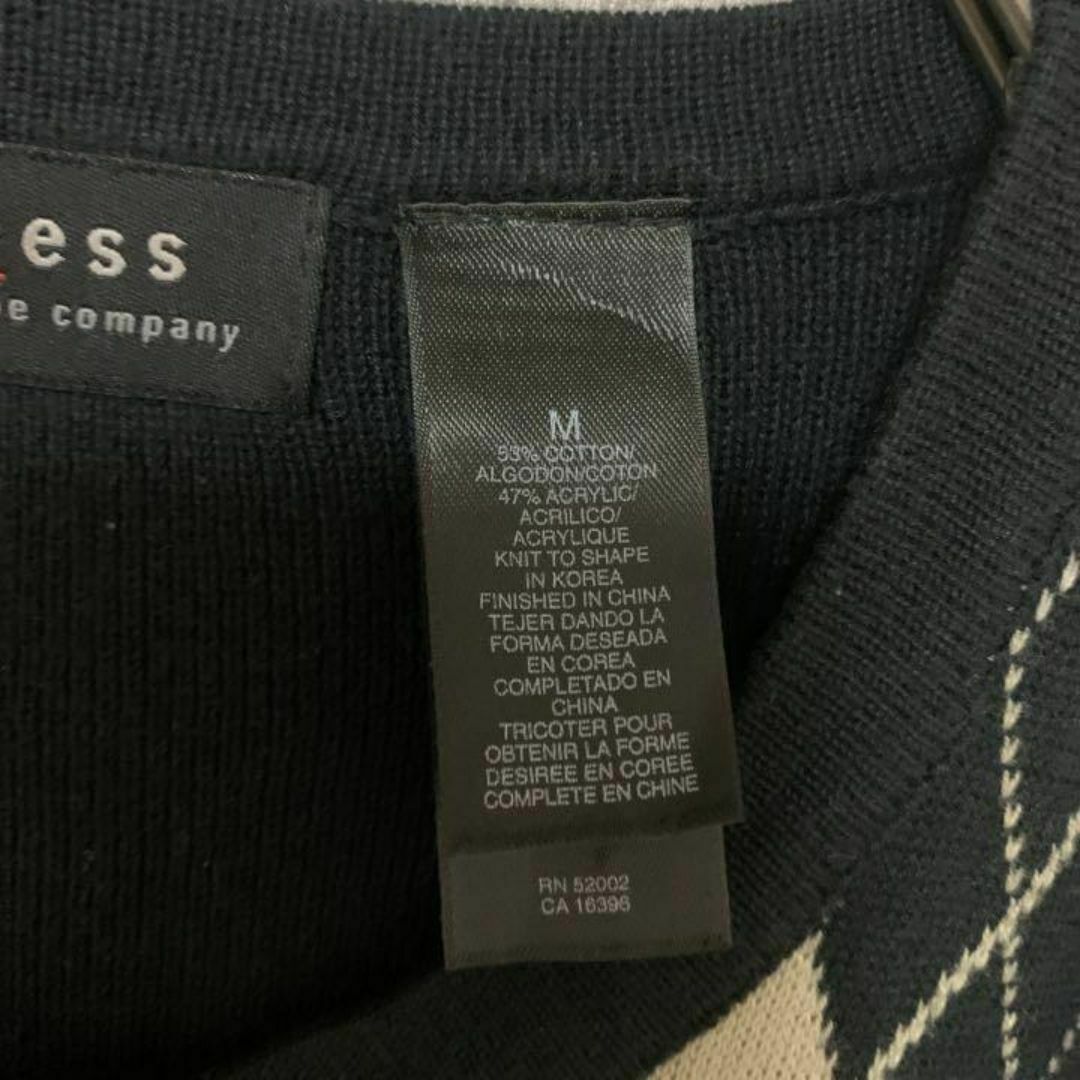 ess
e company
M
53% COTTON/
ALGODON/COTON
47% ACRYLIC/
ACRILICO/
ACRYLIQUE
KNIT TO SHAPE
IN KOREA
FINISHED IN CHINA
TEJER DANDO LA
FORMA DESEADA
EN COREA
COMPLETADO EN
CHINA
TRICOTER POUR
OBTENIR LA FORME
DESIREE EN COREE
COMPLETE EN CHINE
RN 52002
CA 16396